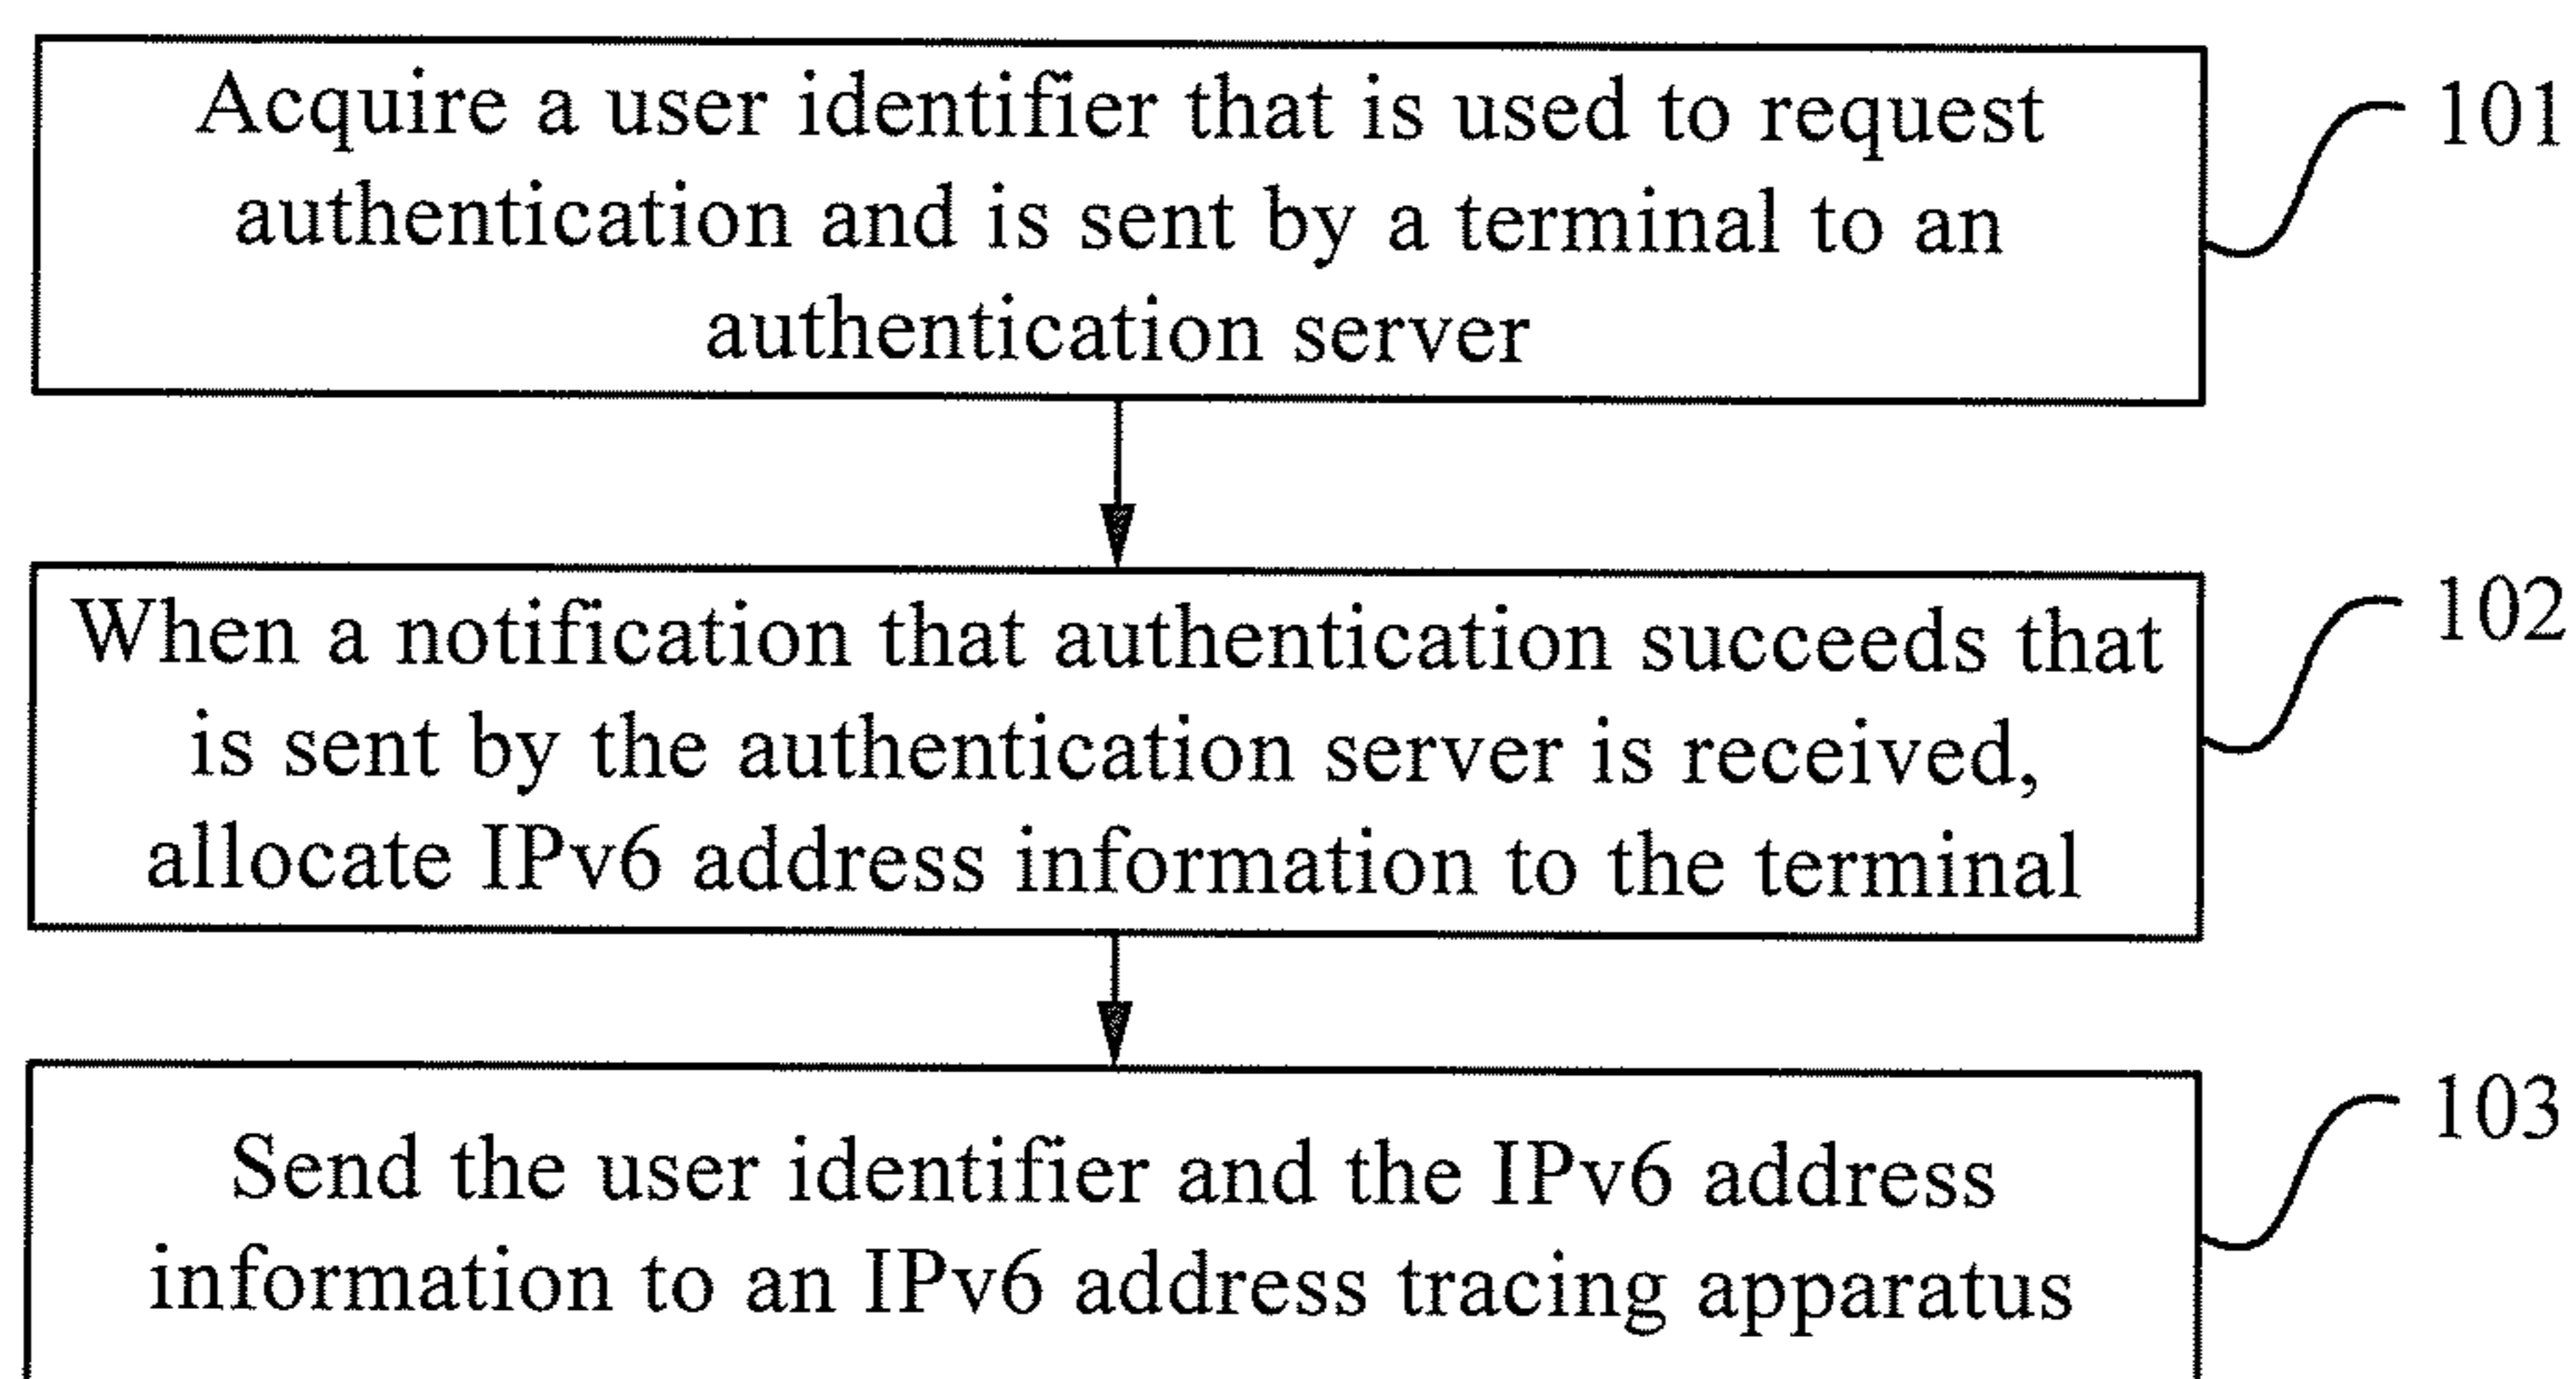 Acquire a user identifier that is used to request
authentication and is sent by a terminal to an
authentication server
101
When a notification that authentication succeeds that
is sent by the authentication server is received,
allocate IPv6 address information to the terminal
102
Send the user identifier and the IPv6 address
information to an IPv6 address tracing apparatus
103